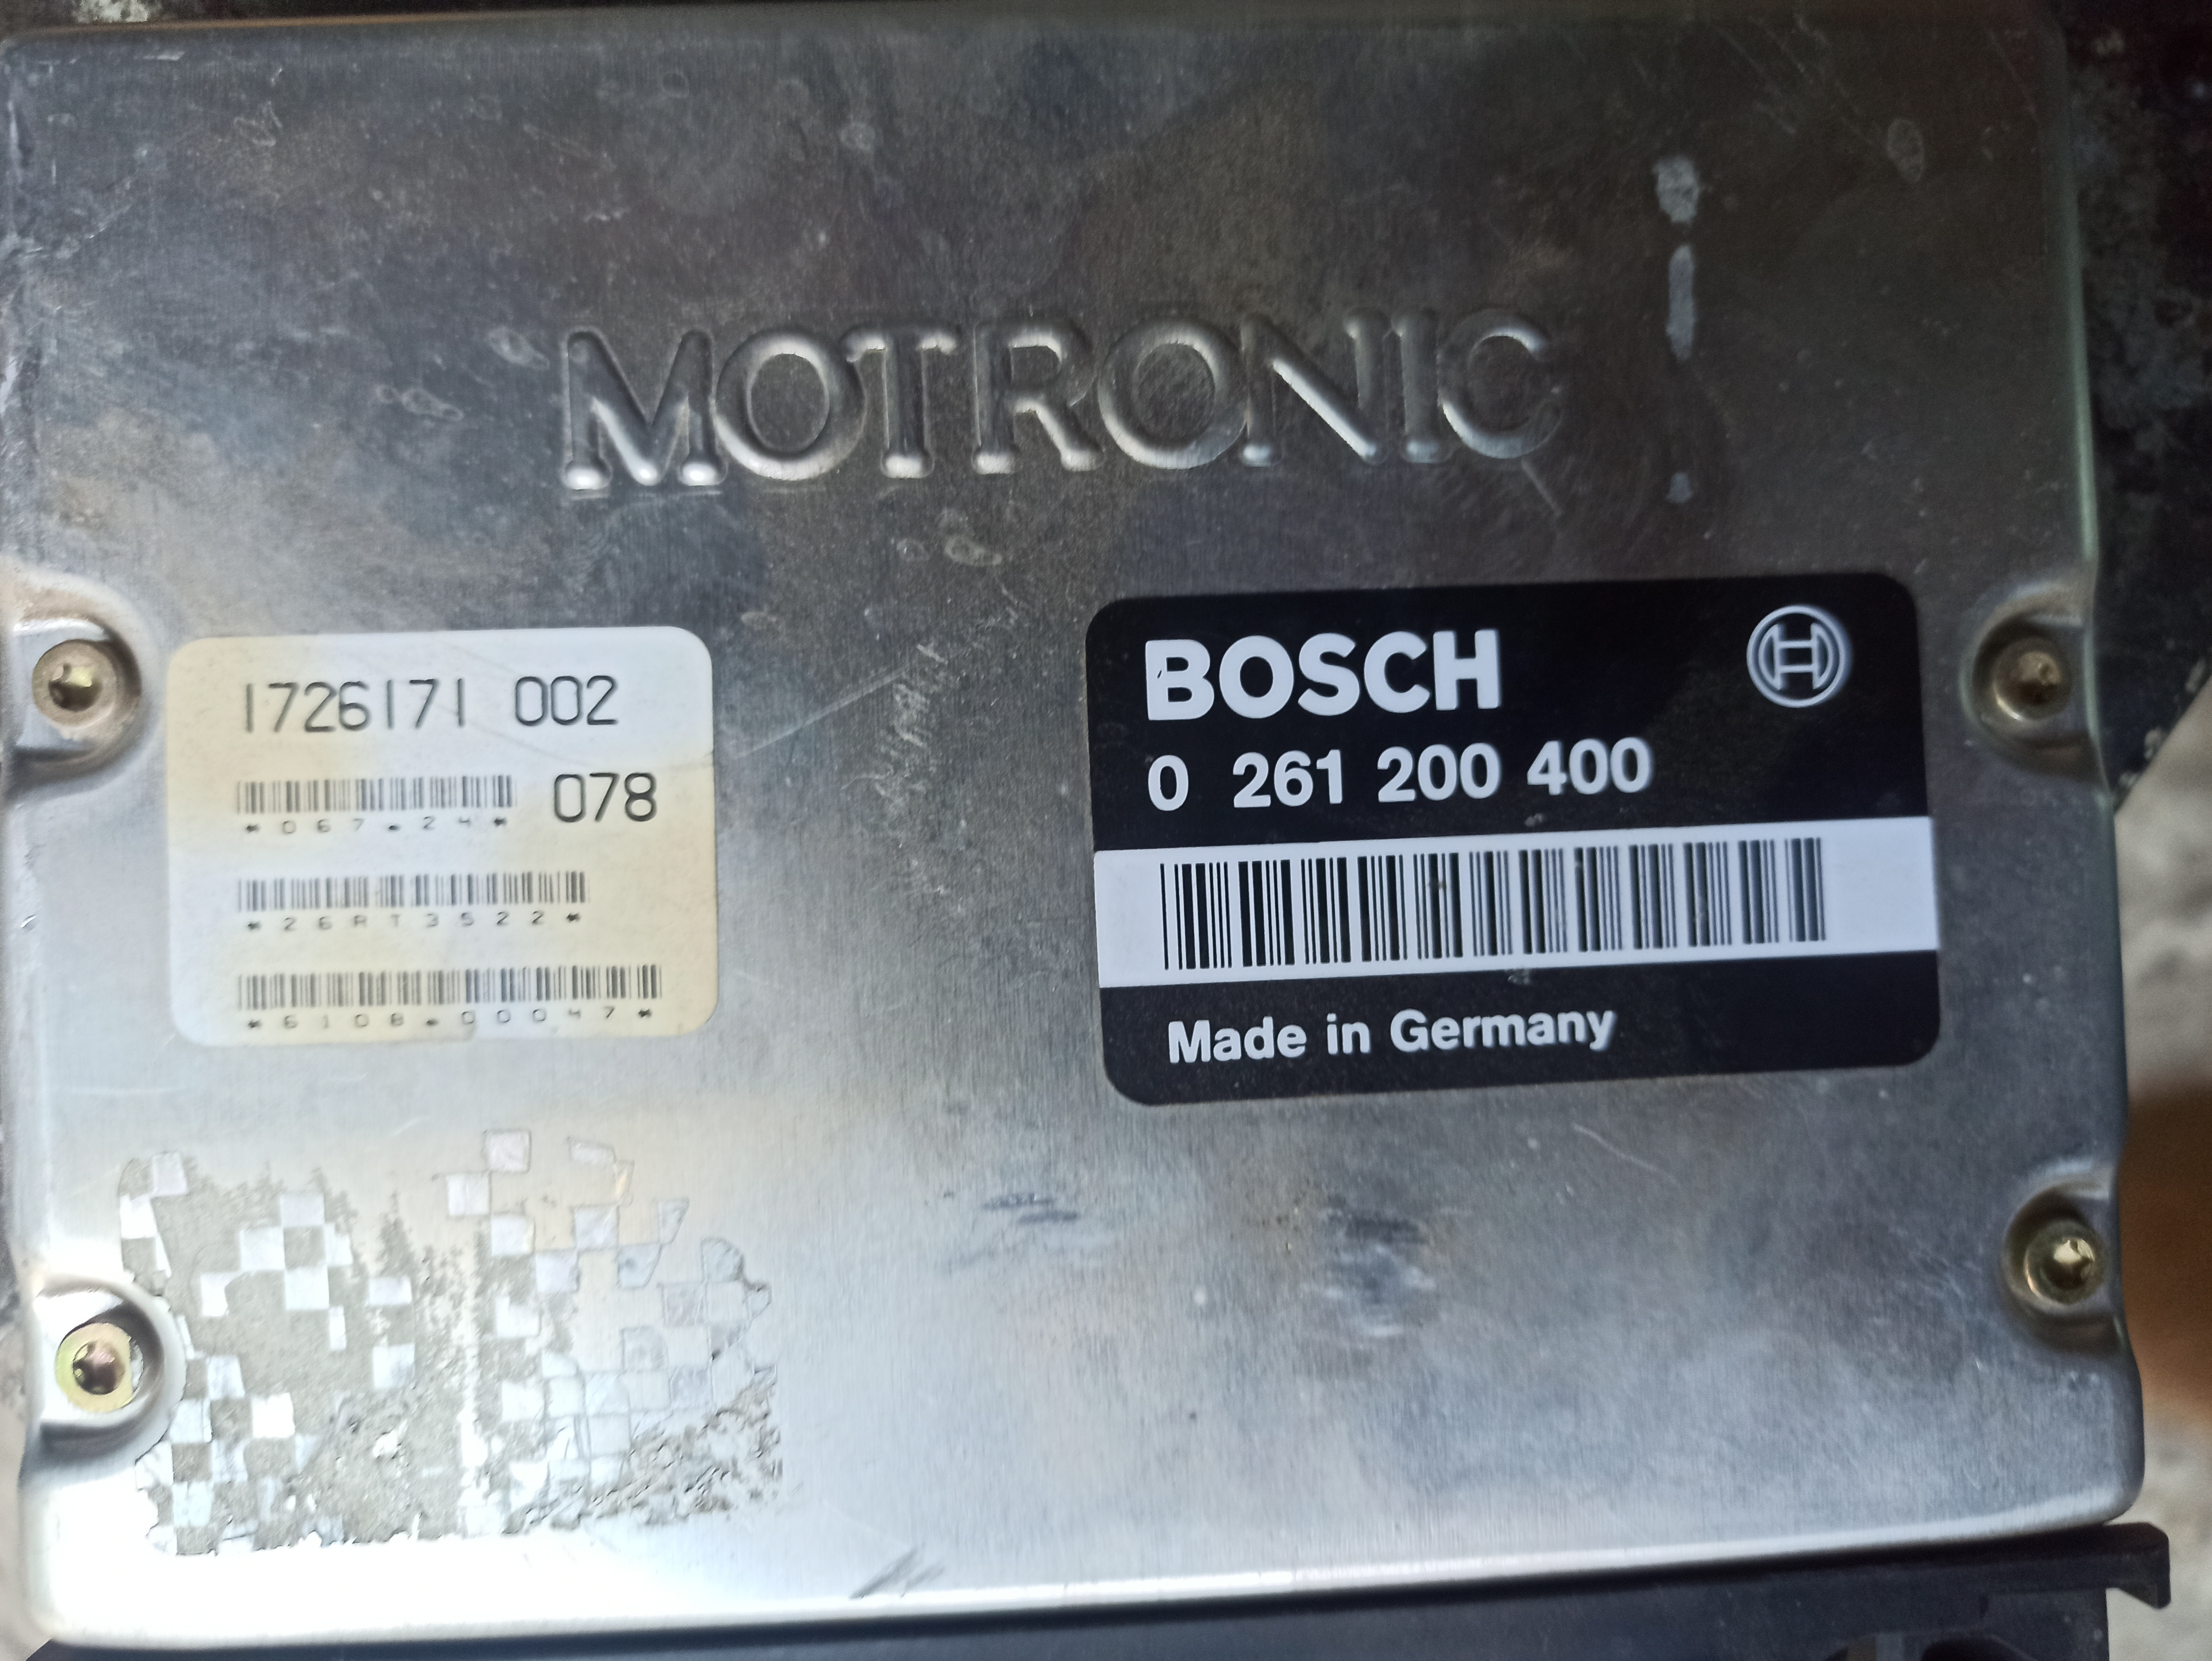 MOTRONIC
1726171 002
*067.24* 078
*26RT3522*
*6108.00047*
BOSCH
0 261 200 400
Made in Germany